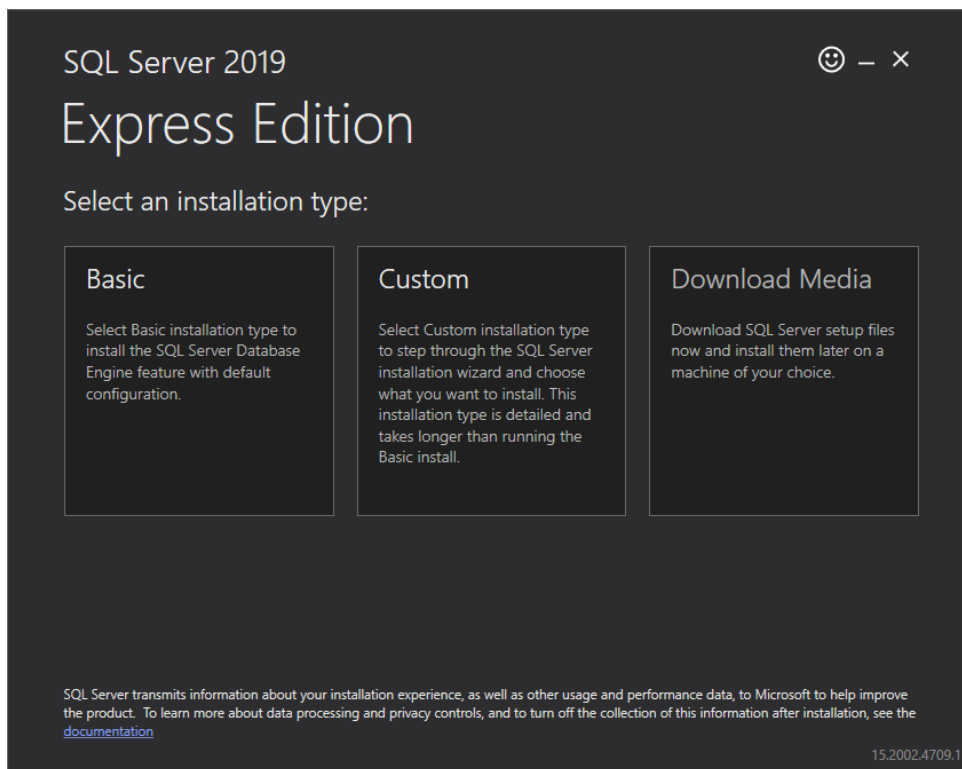 SQL Server 2019
Express Edition
Select an installation type:
Basic
Select Basic installation type to
install the SQL Server Database
Engine feature with default
configuration.
Custom
Select Custom installation type
to step through the SQL Server
installation wizard and choose
what you want to install. This
installation type is detailed and
takes longer than running the
Basic install.
Download Media
Download SQL Server setup files
now and install them later on a
machine of your choice.
SQL Server transmits information about your installation experience, as well as other usage and performance data, to Microsoft to help improve
the product. To learn more about data processing and privacy controls, and to turn off the collection of this information after installation, see the
documentation
15.2002.4709.1